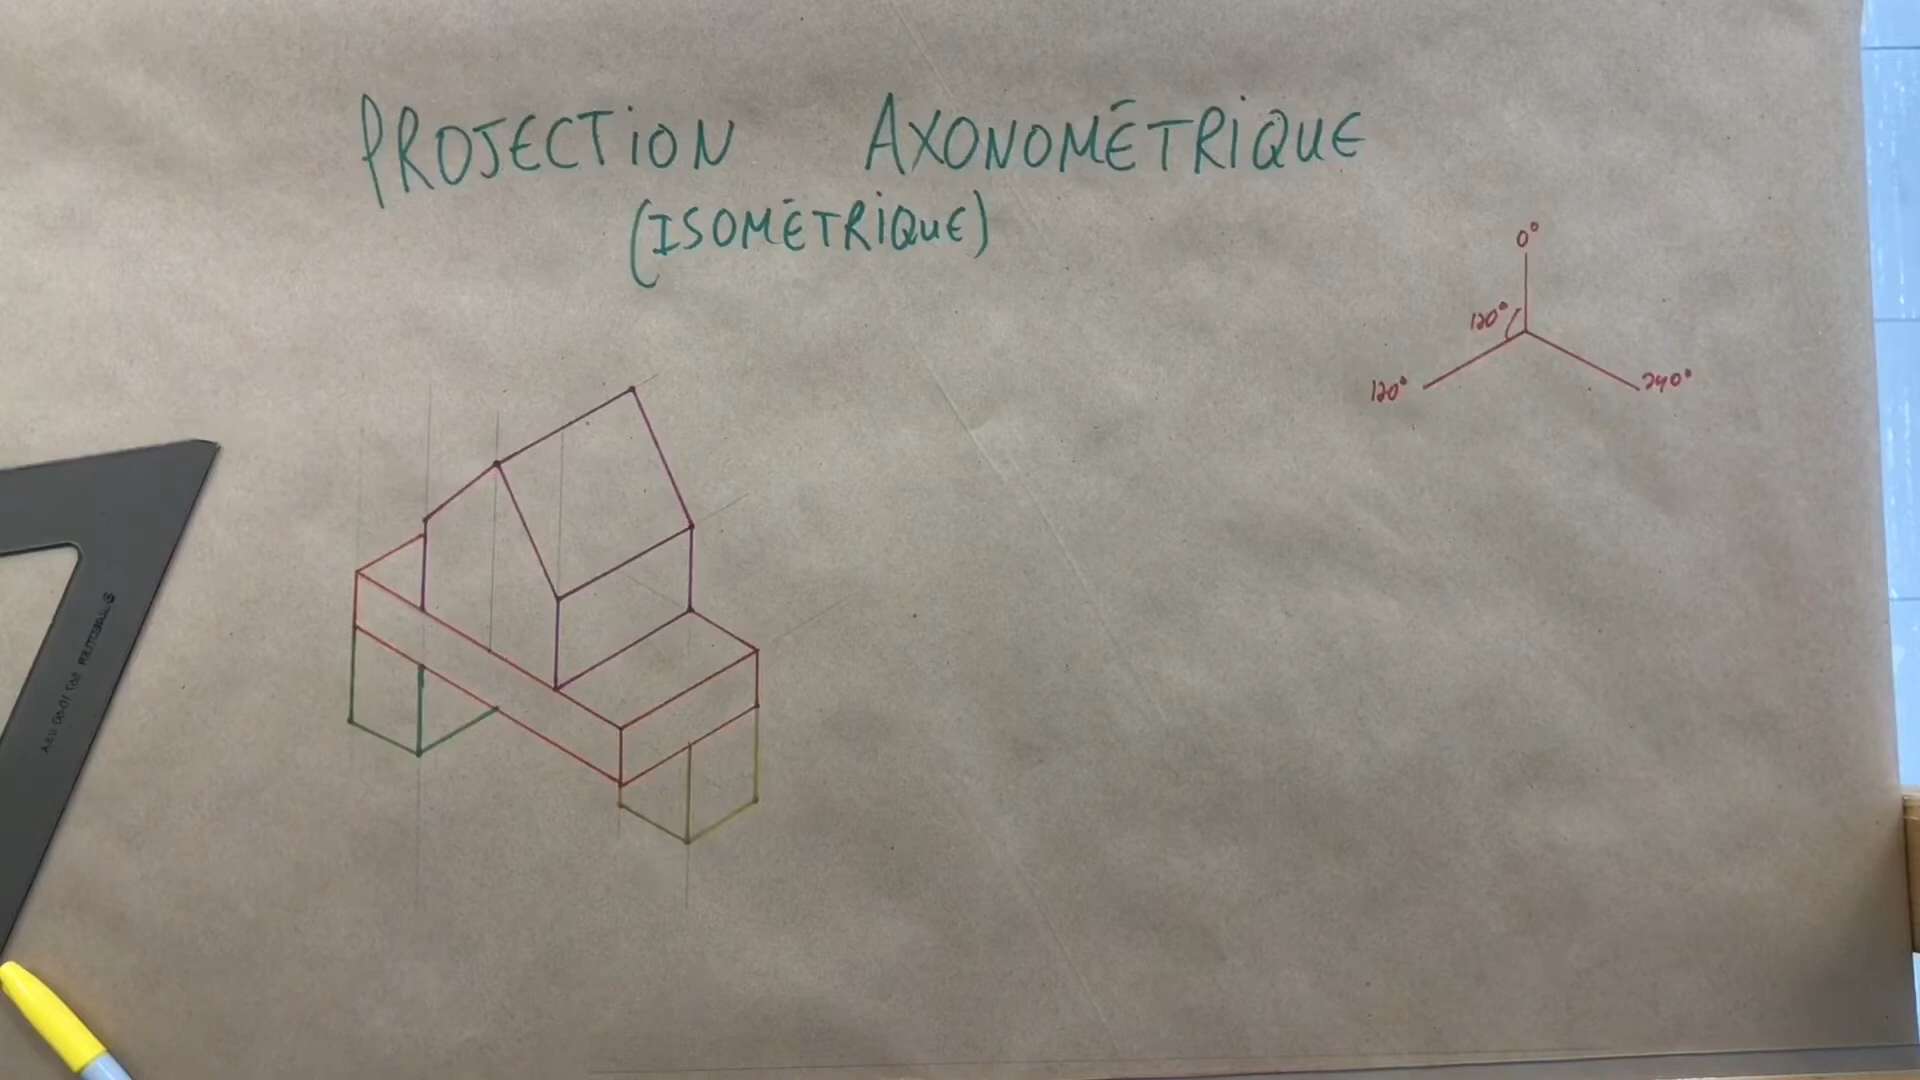 PROJECTION AXONOMÉTRIQUE
(ISOMÉTRIQUE)
0°
120°
120°
240°